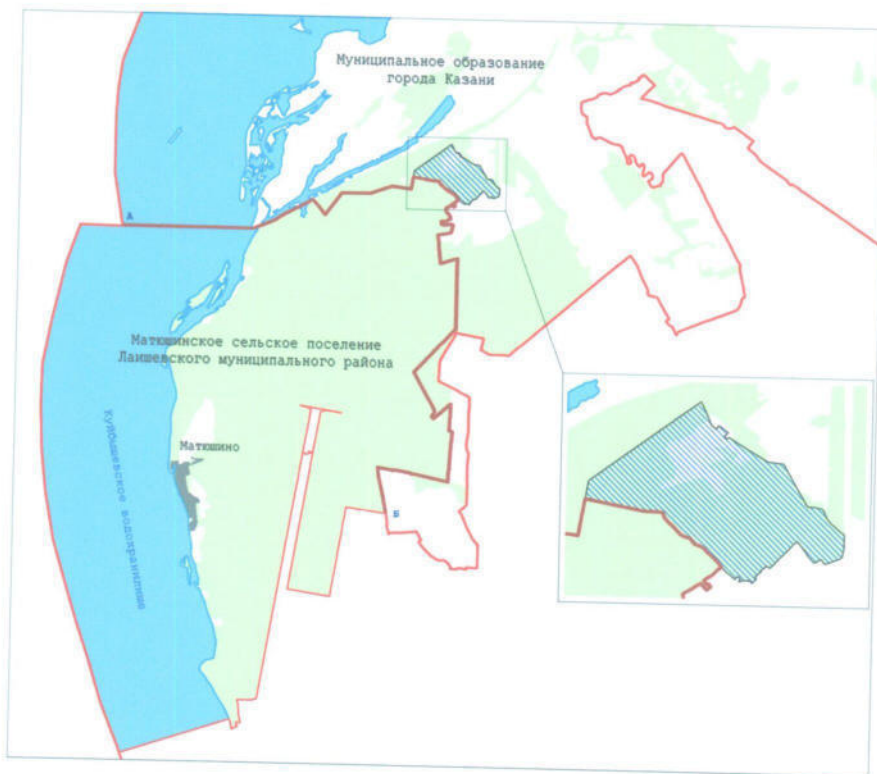 Муниципальное образование
города Казани
А
Матюшинское сельское поселение
Лаишевского муниципального района
Матюшино
Куйбышевское водохранилище
Б